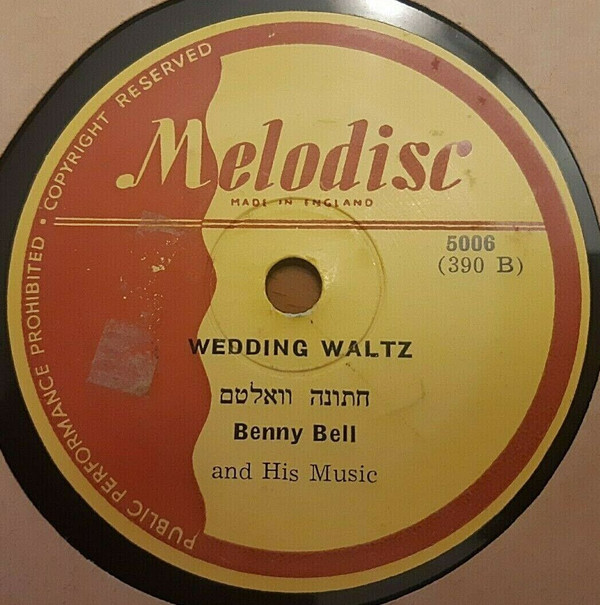 PUBLIC PERFORMANCE PROHIBITED · COPYRIGHT RESERVED
Melodisc
MADE IN ENGLAND
5006
(390 B)
WEDDING WALTZ
חתונה וואלטם
Benny Bell
and His Music